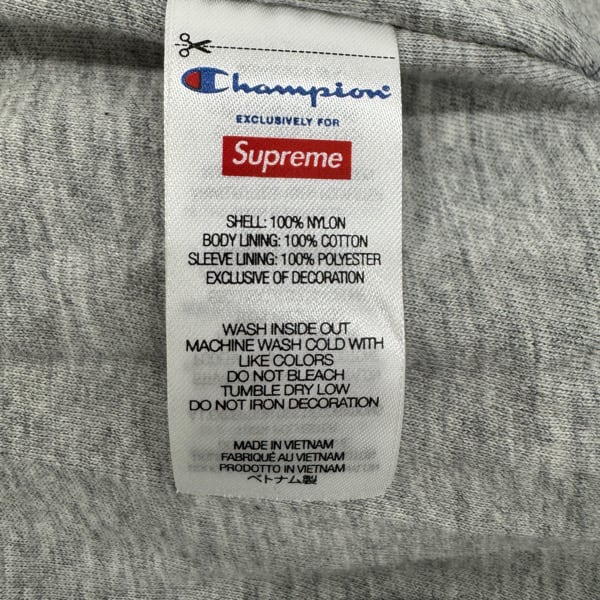 Champion
EXCLUSIVELY FOR
Supreme
SHELL: 100% NYLON
BODY LINING: 100% COTTON
SLEEVE LINING: 100% POLYESTER
EXCLUSIVE OF DECORATION
WASH INSIDE OUT
MACHINE WASH COLD WITH
LIKE COLORS
DO NOT BLEACH
TUMBLE DRY LOW
DO NOT IRON DECORATION
MADE IN VIETNAM
FABRIQUÉ AU VIETNAM
PRODOTTO IN VIETNAM
ベトナム製